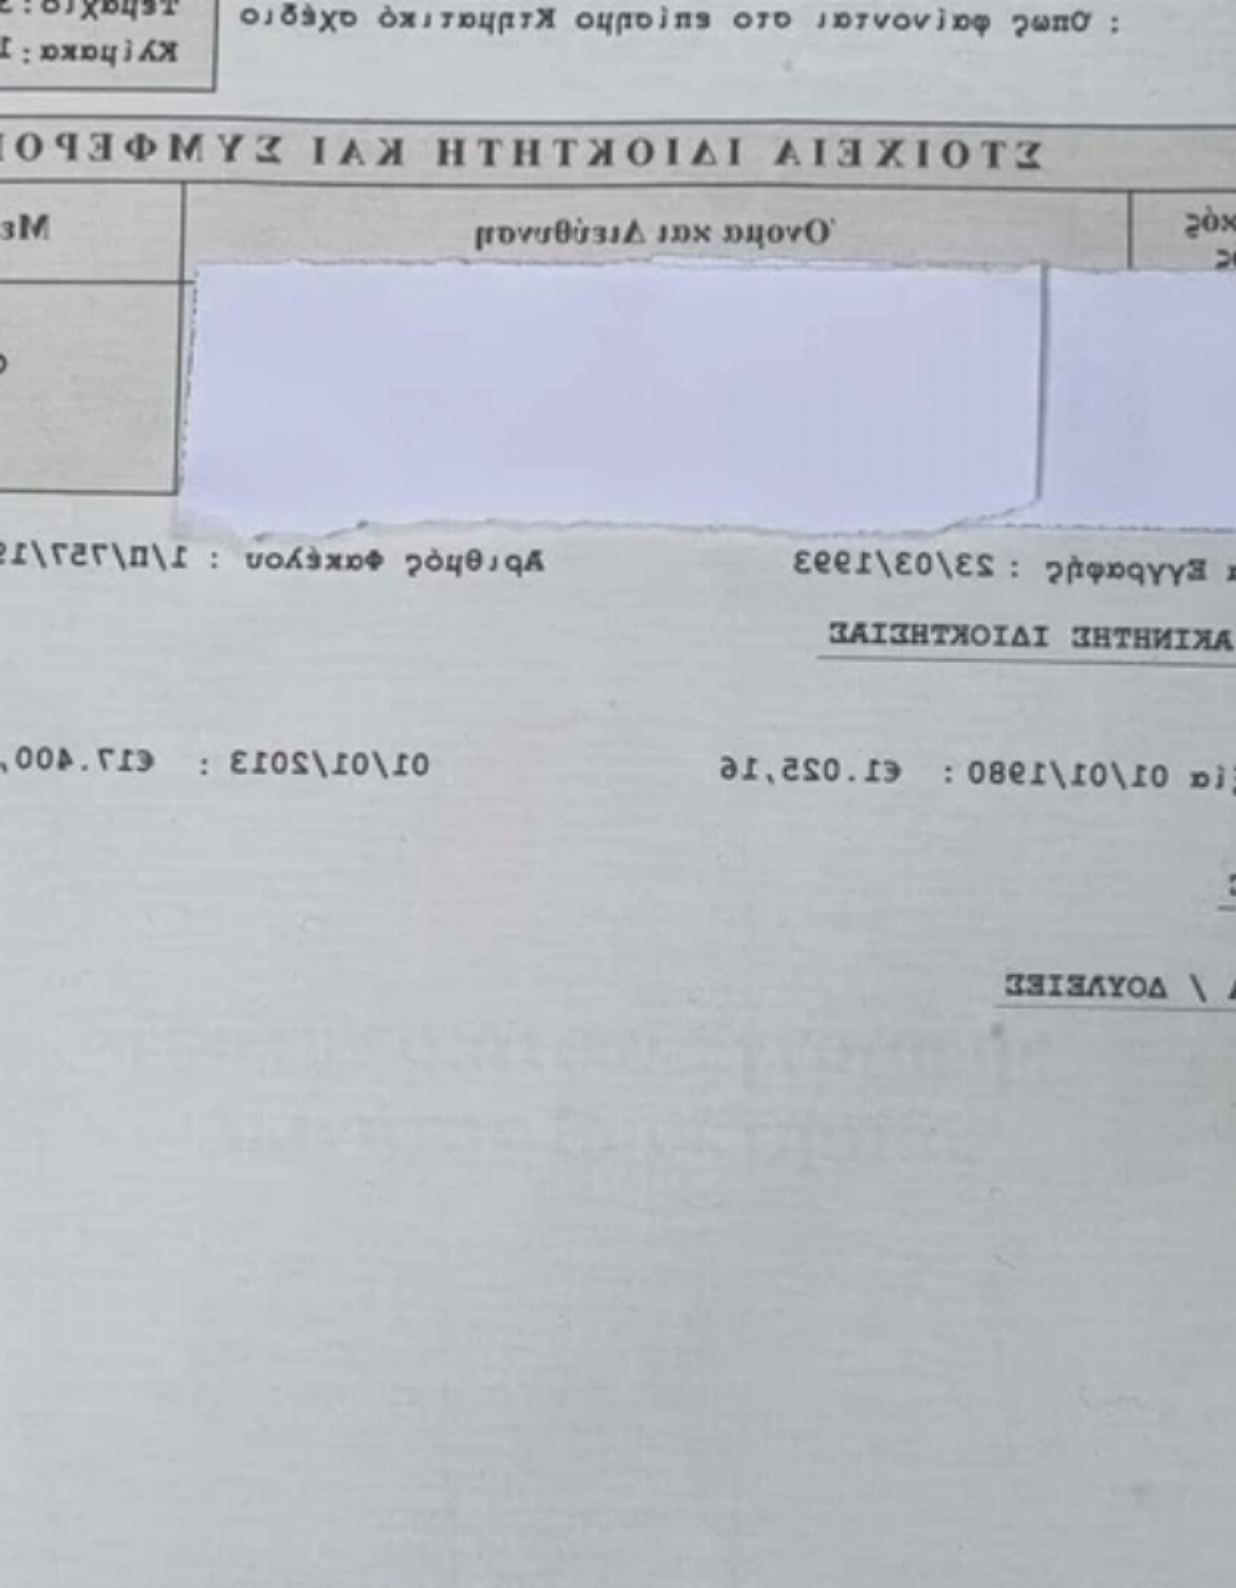 : Όπως φαίνονται στο επίσημο Κτηματικό σχέδιο
Τεμάχιο:
Κλίμακα: 1
ΣΤΟΙΧΕΙΑ ΙΔΙΟΚΤΗΤΗ ΚΑΙ ΣΥΜΦΕΡΟ
Όνομα και Διεύθυνση
Εγγραφής : 23/03/1993 Αριθμός Φακέλου : 1/Π/757/19
ΑΚΙΝΗΤΗΣ ΙΔΙΟΚΤΗΣΙΑΣ
01/01/1980 : €1.025,16 01/01/2013 : €17.400,
/ ΔΟΥΛΕΙΕΣ